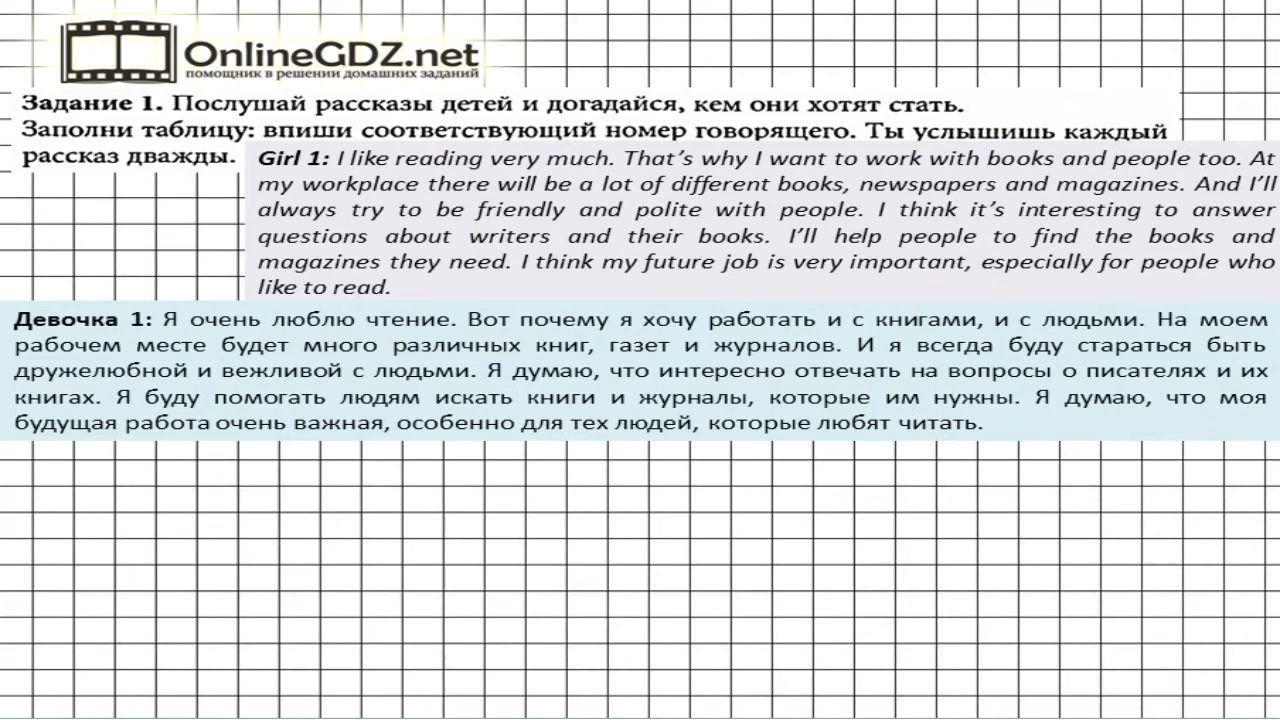 OnlineGDZ.net
помощник в решении домашних заданий
Задание 1. Послушай рассказы детей и догадайся, кем они хотят стать.
Заполни таблицу: впиши соответствующий номер говорящего. Ты услышишь каждый
рассказ дважды.
Girl 1: I like reading very much. That's why I want to work with books and people too. At
my workplace there will be a lot of different books, newspapers and magazines. And I'll
always try to be friendly and polite with people. I think it's interesting to answer
questions about writers and their books. I'll help people to find the books and
magazines they need. I think my future job is very important, especially for people who
like to read.
Девочка 1: Я очень люблю чтение. Вот почему я хочу работать и с книгами, и с людьми. На моем
рабочем месте будет много различных книг, газет и журналов. И я всегда буду стараться быть
дружелюбной и вежливой с людьми. Я думаю, что интересно отвечать на вопросы о писателях и их
книгах. Я буду помогать людям искать книги и журналы, которые им нужны. Я думаю, что моя
будущая работа очень важная, особенно для тех людей, которые любят читать.